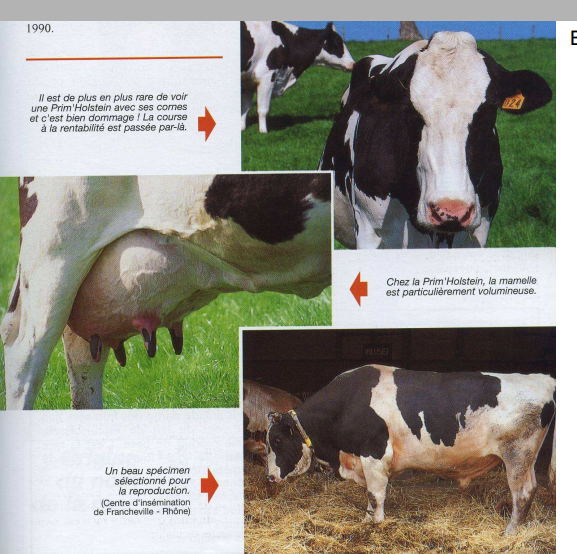 1990.
Il est de plus en plus rare de voir
une Prim'Holstein avec ses cornes
et c'est bien dommage ! La course
à la rentabilité est passée par-là.
Chez la Prim'Holstein, la mamelle
est particulièrement volumineuse.
Un beau spécimen
sélectionné pour
la reproduction.
(Centre d'insémination
de Francheville - Rhône)